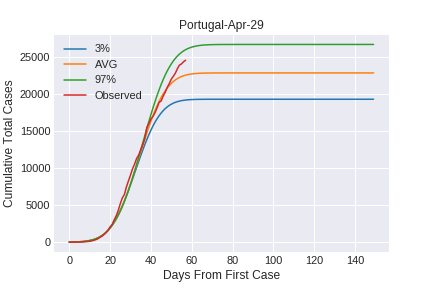 Portugal-Apr-29
3%
AVG
97%
Observed
Cumulative Total Cases
25000
20000
15000
10000
5000
0
0 20 40 60 80 100 120 140
Days From First Case